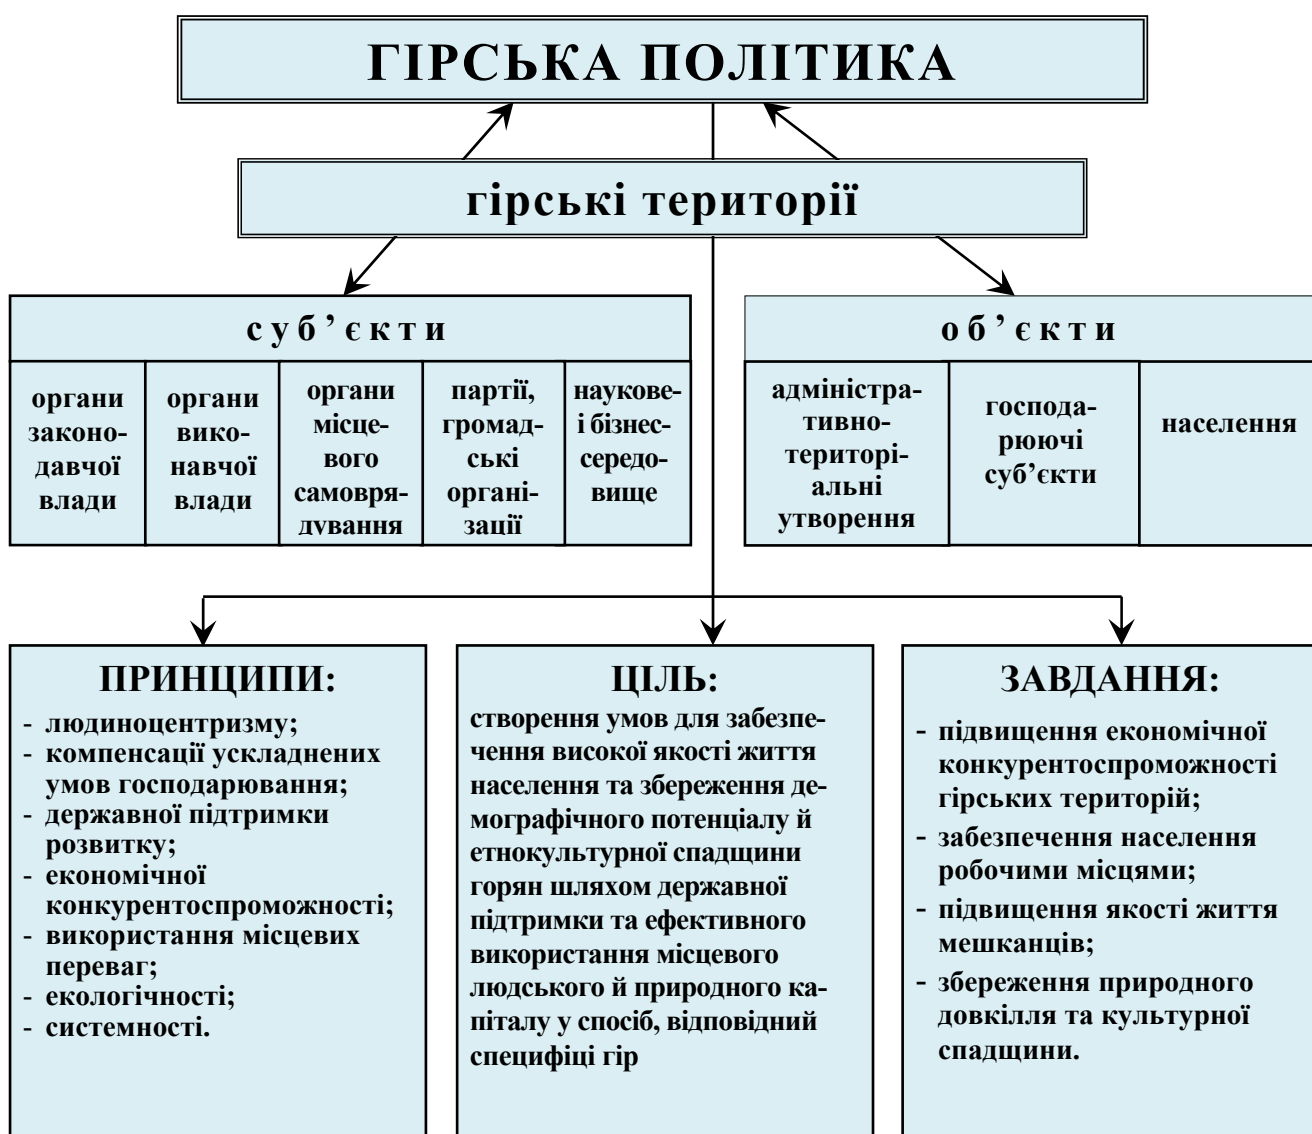 ГІРСЬКА ПОЛІТИКА
гірські території
суб’єкти
органи
законо-
давчої
влади
органи
вико-
навчої
влади
органи
місце-
вого
самовря-
дування
партії,
громад-
ські
органі-
зації
наукове-
і бізнес-
середо-
вище
об’єкти
адміністра-
тивно-
територі-
альні
утворення
господа-
рюючі
суб’єкти
населення
ПРИНЦИПИ:
- людиноцентризму;
- компенсації ускладнених
умов господарювання;
- державної підтримки
розвитку;
- економічної
конкурентоспроможності;
- використання місцевих
переваг;
- екологічності;
- системності.
ЦІЛЬ:
створення умов для забезпе-
чення високої якості життя
населення та збереження де-
мографічного потенціалу й
етнокультурної спадщини
горян шляхом державної
підтримки та ефективного
використання місцевого
людського й природного ка-
піталу у спосіб, відповідний
специфіці гір
ЗАВДАННЯ:
- підвищення економічної
конкурентоспроможності
гірських територій;
- забезпечення населення
робочими місцями;
- підвищення якості життя
мешканців;
- збереження природного
довкілля та культурної
спадщини.